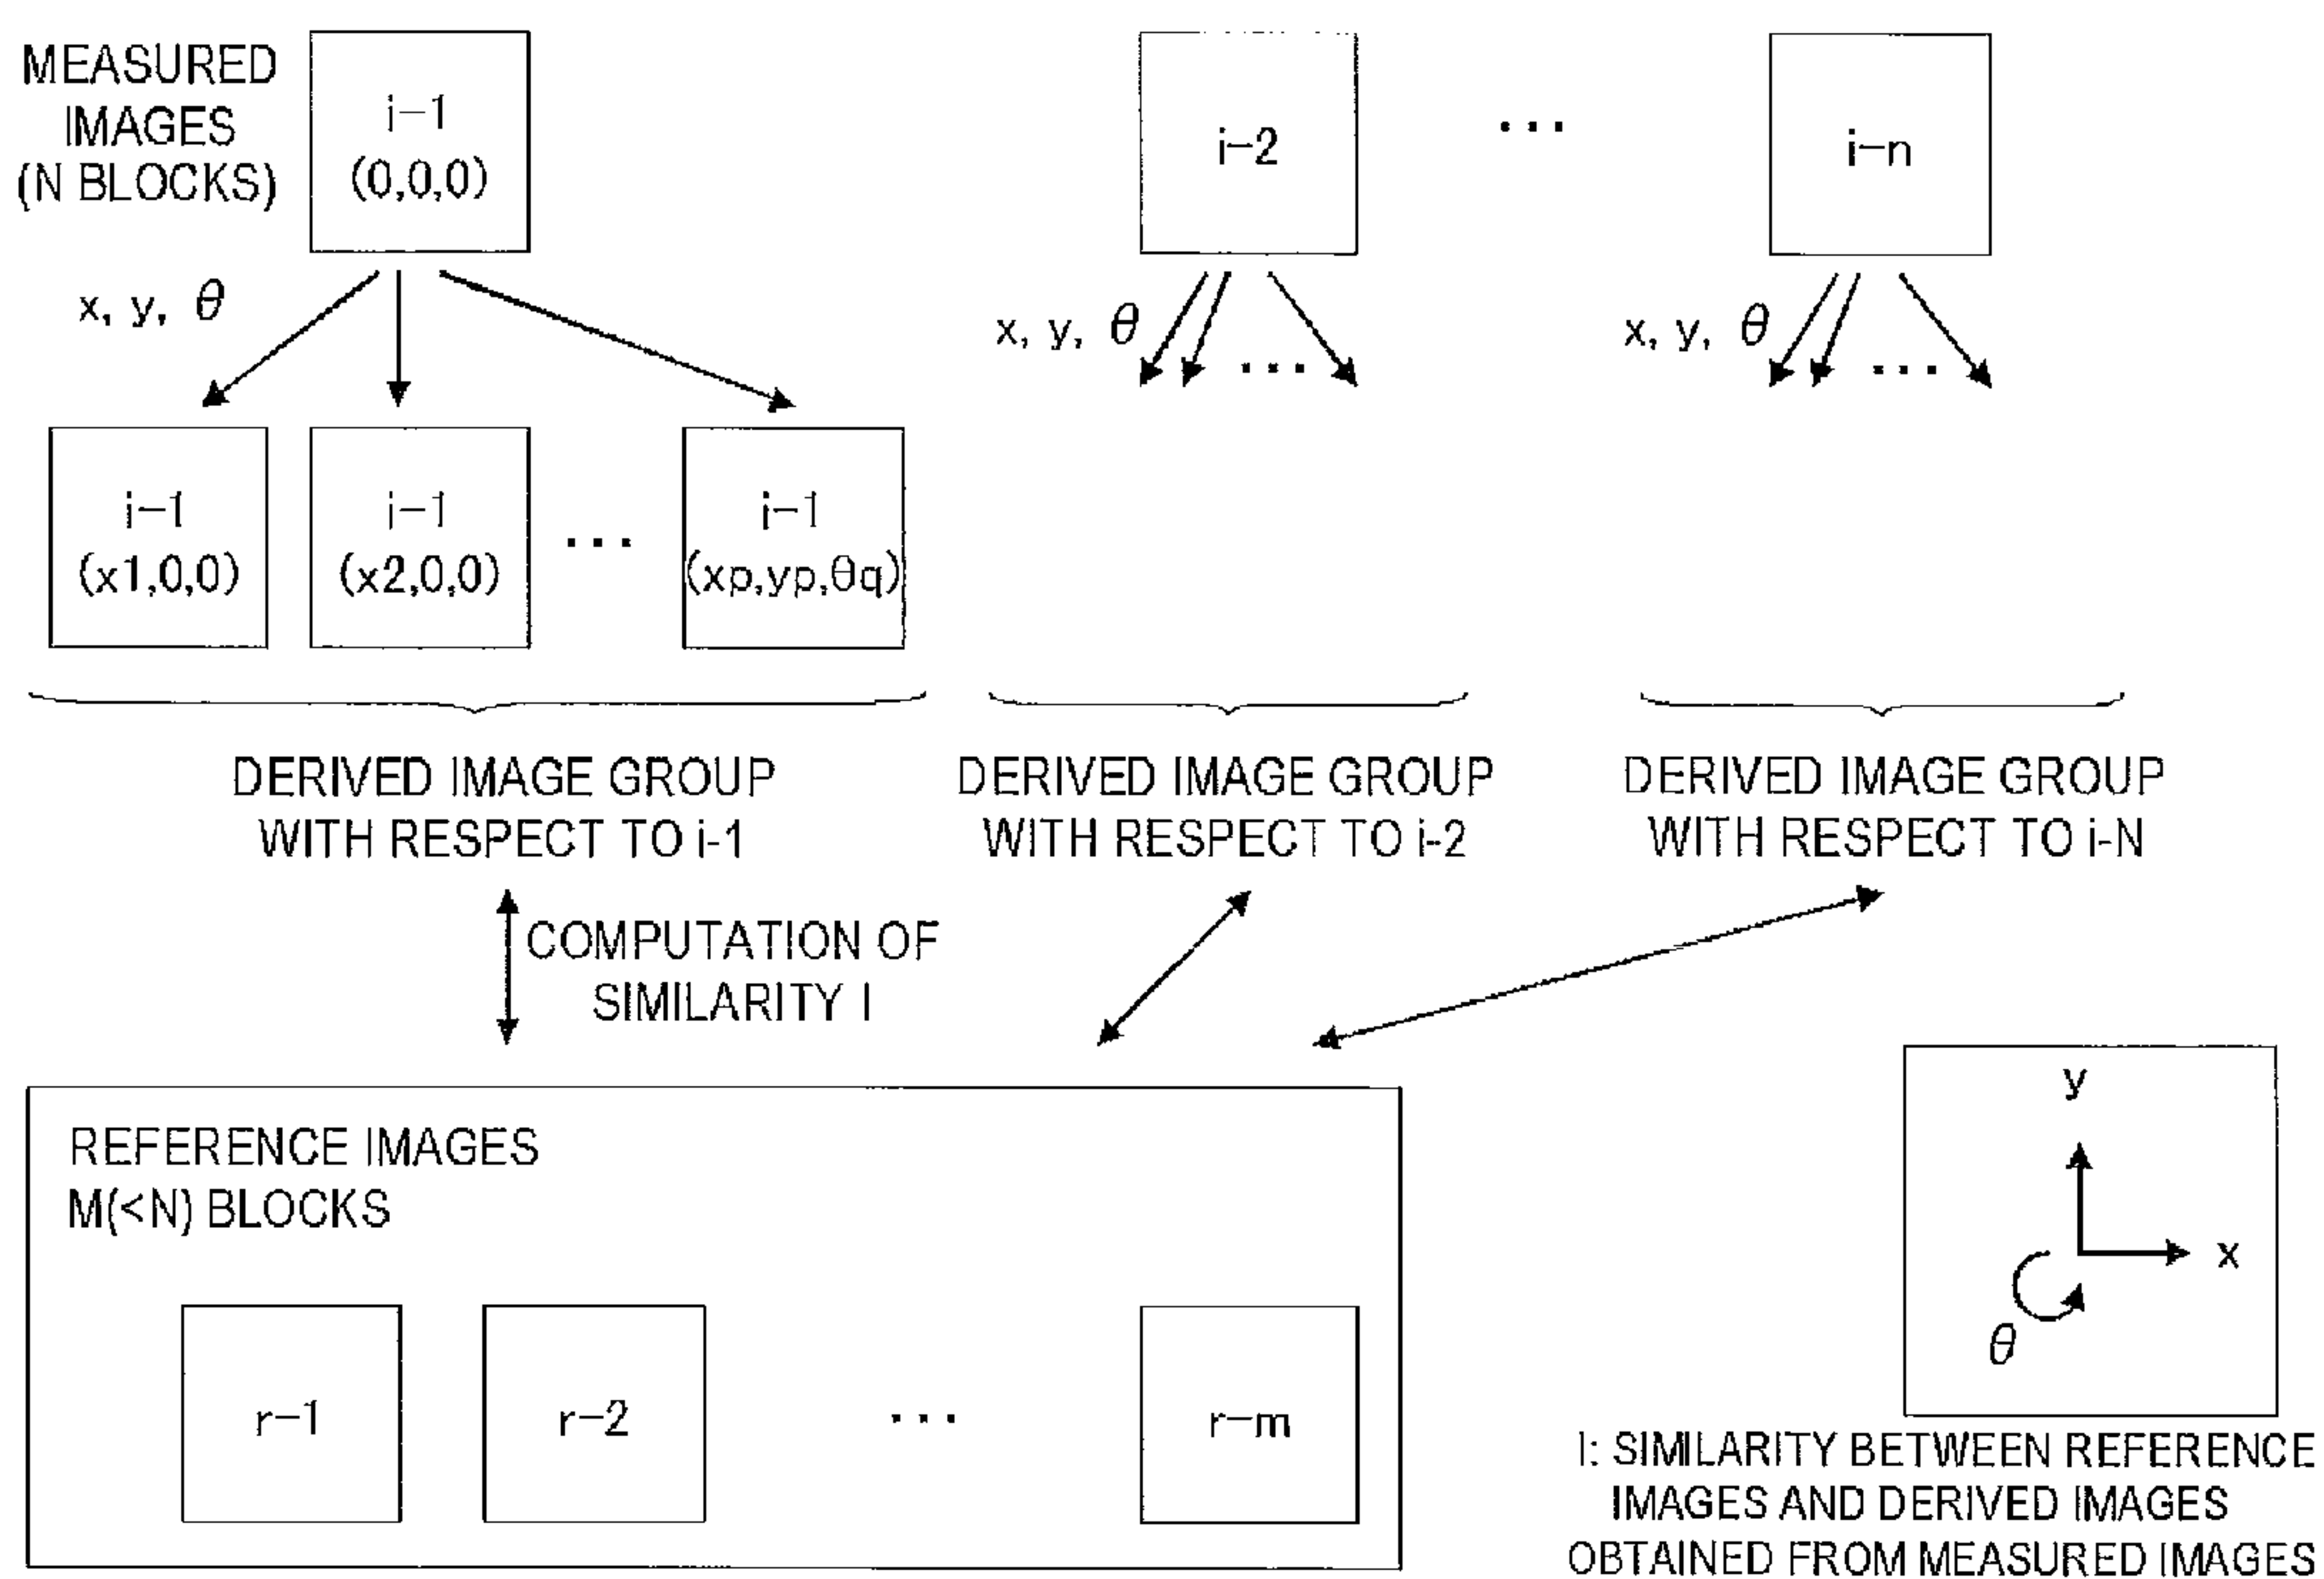 MEASURED
IMAGES
(N BLOCKS)
i-1
(0,0,0)
i-2
...
i-n
x, y, θ
x, y, θ
...
x, y, θ
...
i-1
(x1,0,0)
i-1
(x2,0,0)
...
i-1
(xp,yp,θq)
DERIVED IMAGE GROUP
WITH RESPECT TO i-1
DERIVED IMAGE GROUP
WITH RESPECT TO i-2
DERIVED IMAGE GROUP
WITH RESPECT TO i-N
COMPUTATION OF
SIMILARITY I
REFERENCE IMAGES
M(<N) BLOCKS
r-1
r-2
...
r-m
y
x
θ
I: SIMILARITY BETWEEN REFERENCE
IMAGES AND DERIVED IMAGES
OBTAINED FROM MEASURED IMAGES